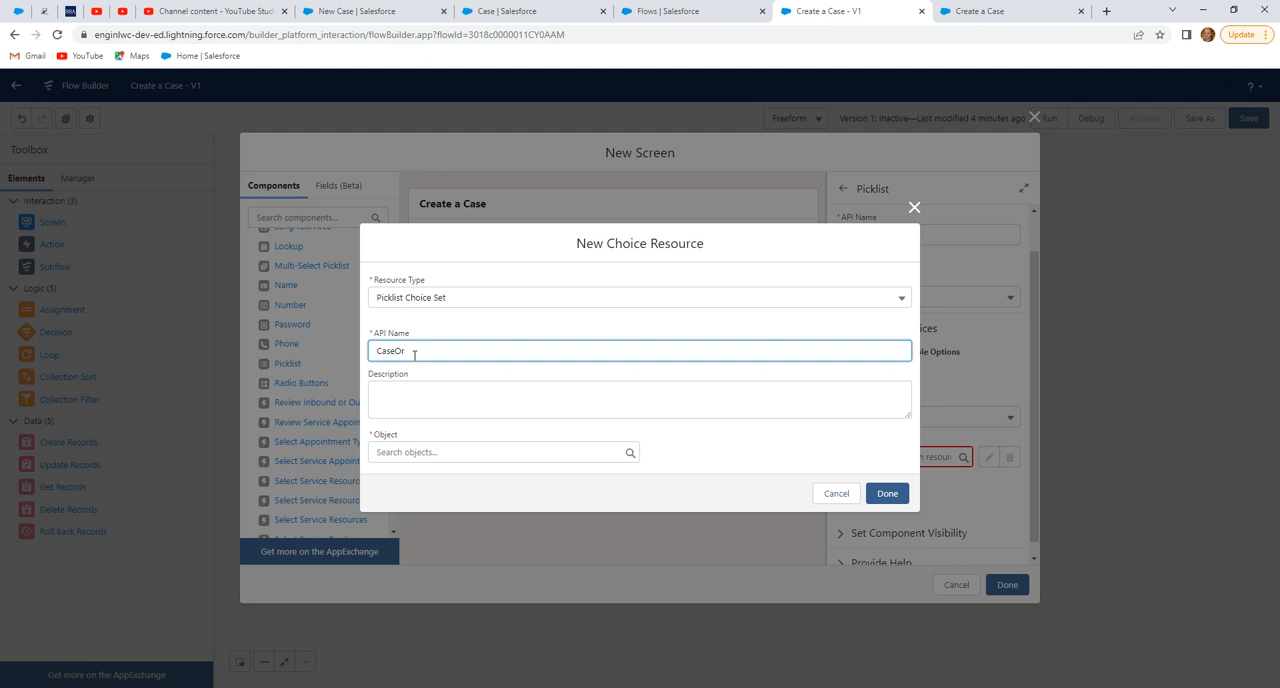 Channel content - YouTube Stud
New Case | Salesforce
Case | Salesforce
Flows | Salesforce
Create a Case - V1
Create a Case
enginlwc-dev-ed.lightning.force.com/builder_platform_interaction/flowBuilder.app?flowId=3018c0000011CY0AAM
Update
Gmail
YouTube
Maps
Home | Salesforce
Flow Builder
Create a Case - V1
?
Freeform
Version 1: Inactive—Last modified 4 minutes ago
Run
Debug
Activate
Save As
Save
Toolbox
Elements
Manager
Interaction (3)
Screen
Action
Subflow
Logic (5)
Assignment
Decision
Loop
Collection Sort
Collection Filter
Data (5)
Create Records
Update Records
Get Records
Delete Records
Roll Back Records
Get more on the AppExchange
New Screen
Components
Fields (Beta)
Search components...
Long Text Area
Lookup
Multi-Select Picklist
Name
Number
Password
Phone
Picklist
Radio Buttons
Review Inbound or Ou
Review Service Appoin
Select Appointment Ty
Select Service Appoint
Select Service Resourc
Select Service Resourc
Select Service Resources
Get more on the AppExchange
Create a Case
Picklist
* API Name
ices
le Options
n resour
Set Component Visibility
Provide Help
Cancel
Done
New Choice Resource
* Resource Type
Picklist Choice Set
* API Name
CaseOr
Description
* Object
Search objects...
Cancel
Done